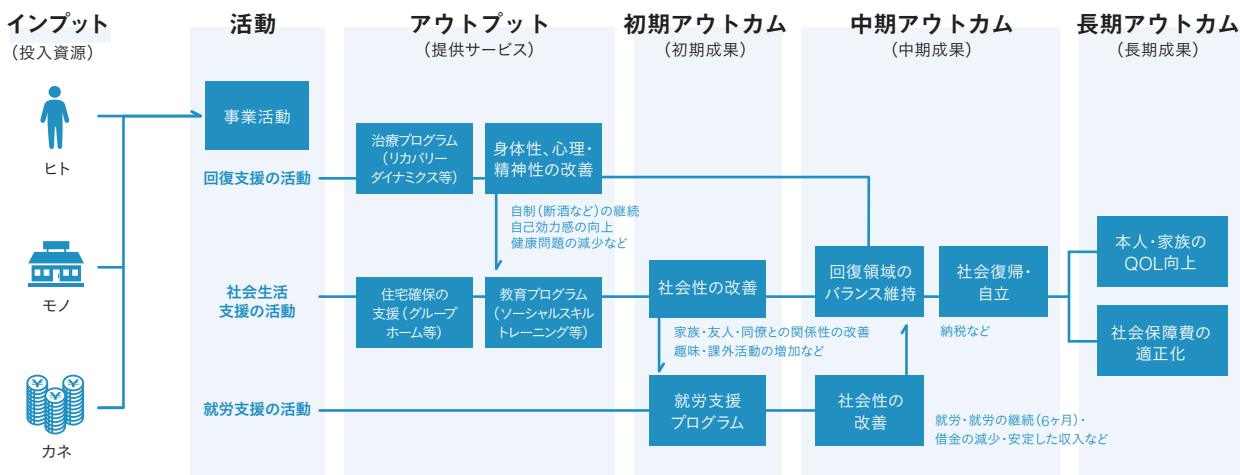 インプット
(投入資源)
活動
アウトプット
(提供サービス)
初期アウトカム
(初期成果)
中期アウトカム
(中期成果)
長期アウトカム
(長期成果)
ヒト
モノ
¥
¥
¥
カネ
事業活動
回復支援の活動
治療プログラム
(リカバリー
ダイナミクス等)
身体性、心理・
精神性の改善
自制(断酒など)の継続
自己効力感の向上
健康問題の減少など
社会生活
支援の活動
住宅確保の
支援(グループ
ホーム等)
教育プログラム
(ソーシャルスキル
トレーニング等)
社会性の改善
家族・友人・同僚との関係性の改善
趣味・課外活動の増加など
回復領域の
バランス維持
社会復帰・
自立
納税など
本人・家族の
QOL向上
社会保障費の
適正化
就労支援の活動
就労支援
プログラム
社会性の
改善
就労・就労の継続(6ヶ月)・
借金の減少・安定した収入など